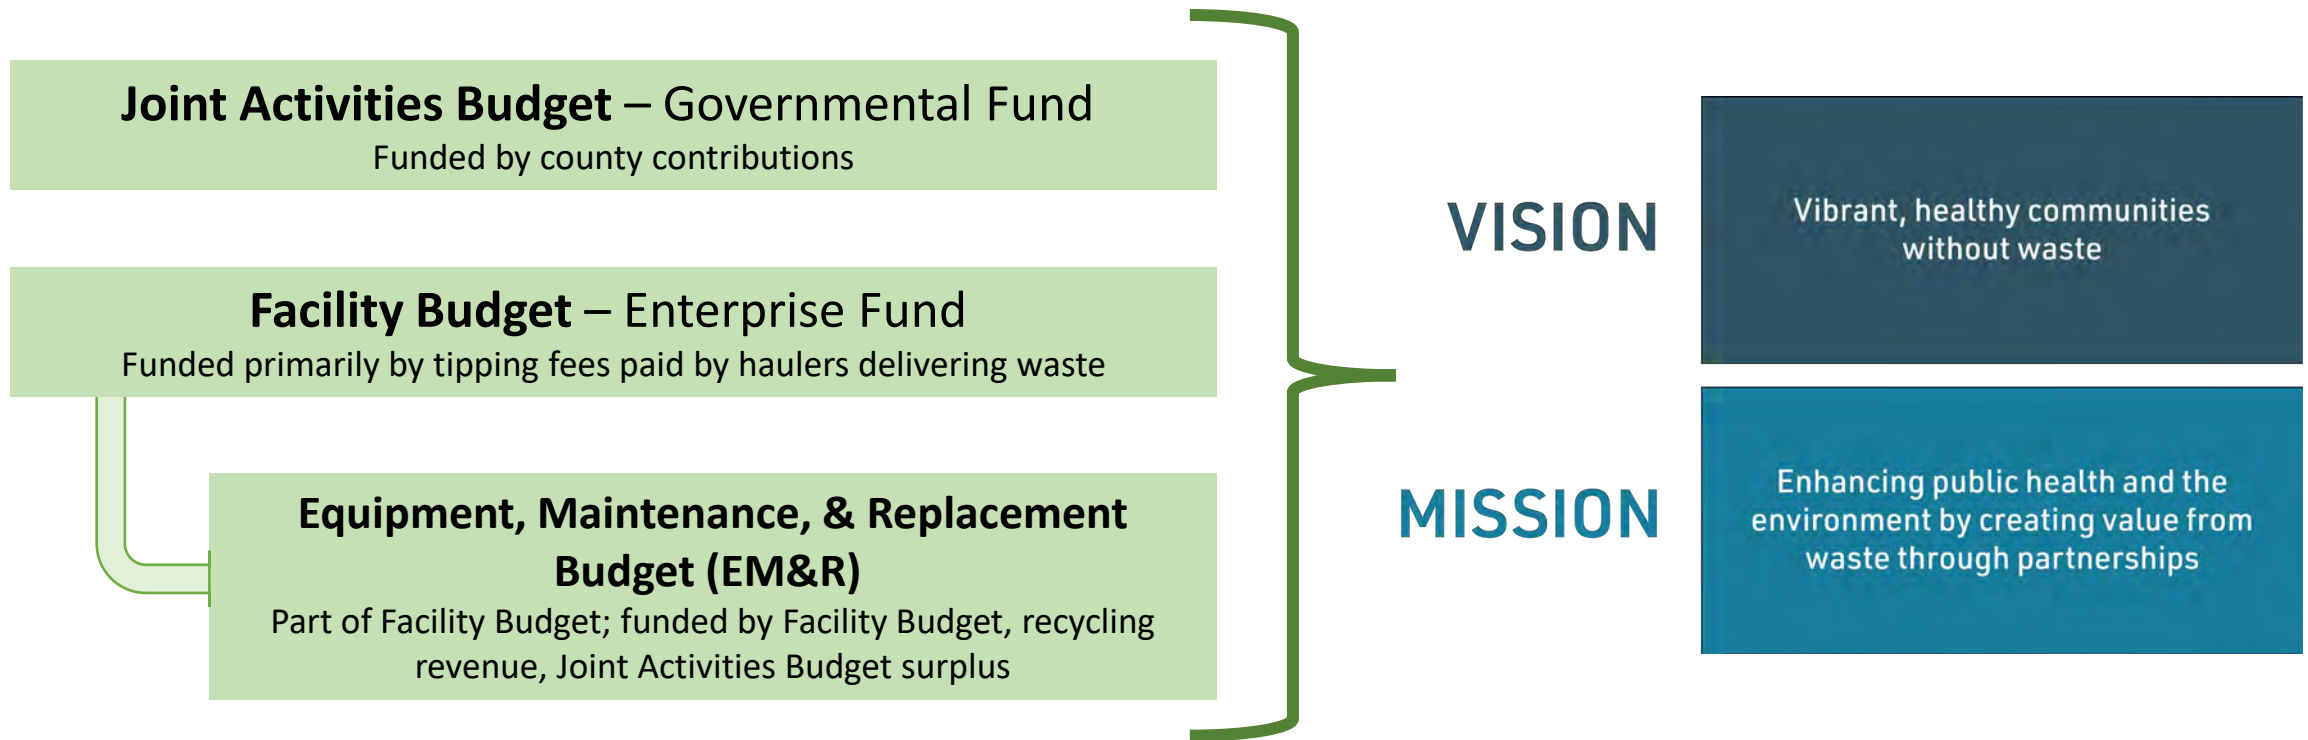 Joint Activities Budget – Governmental Fund
Funded by county contributions
Facility Budget – Enterprise Fund
Funded primarily by tipping fees paid by haulers delivering waste
Equipment, Maintenance, & Replacement
Budget (EM&R)
Part of Facility Budget; funded by Facility Budget, recycling
revenue, Joint Activities Budget surplus
VISION
Vibrant, healthy communities
without waste
MISSION
Enhancing public health and the
environment by creating value from
waste through partnerships